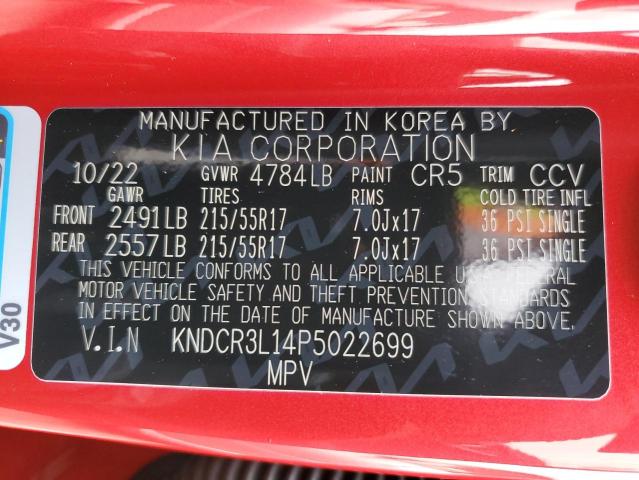 MANUFACTURED IN KOREA BY
KIA CORPORATION
10/22 GVWR 4784LB PAINT CR5 TRIM CCV
GAWR TIRES RIMS COLD TIRE INFL
FRONT 2491LB 215/55R17 7.0Jx17 36 PSI SINGLE
REAR 2557LB 215/55R17 7.0Jx17 36 PSI SINGLE
THIS VEHICLE CONFORMS TO ALL APPLICABLE U.S. FEDERAL
MOTOR VEHICLE SAFETY AND THEFT PREVENTION STANDARDS
IN EFFECT ON THE DATE OF MANUFACTURE SHOWN ABOVE.
V.I.N KNDCR3L14P5022699
MPV
V30